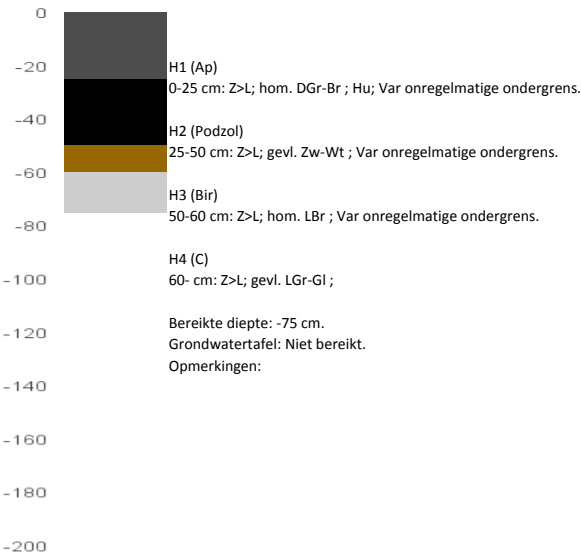 0
-20
-40
-60
-80
-100
-120
-140
-160
-180
-200
H1 (Ap)
0-25 cm: Z>L; hom. DGr-Br ; Hu; Var onregelmatige ondergrens.
H2 (Podzol)
25-50 cm: Z>L; gevl. Zw-Wt ; Var onregelmatige ondergrens.
H3 (Bir)
50-60 cm: Z>L; hom. LBr ; Var onregelmatige ondergrens.
H4 (C)
60- cm: Z>L; gevl. LGr-Gl ;
Bereikte diepte: -75 cm.
Grondwatertafel: Niet bereikt.
Opmerkingen: